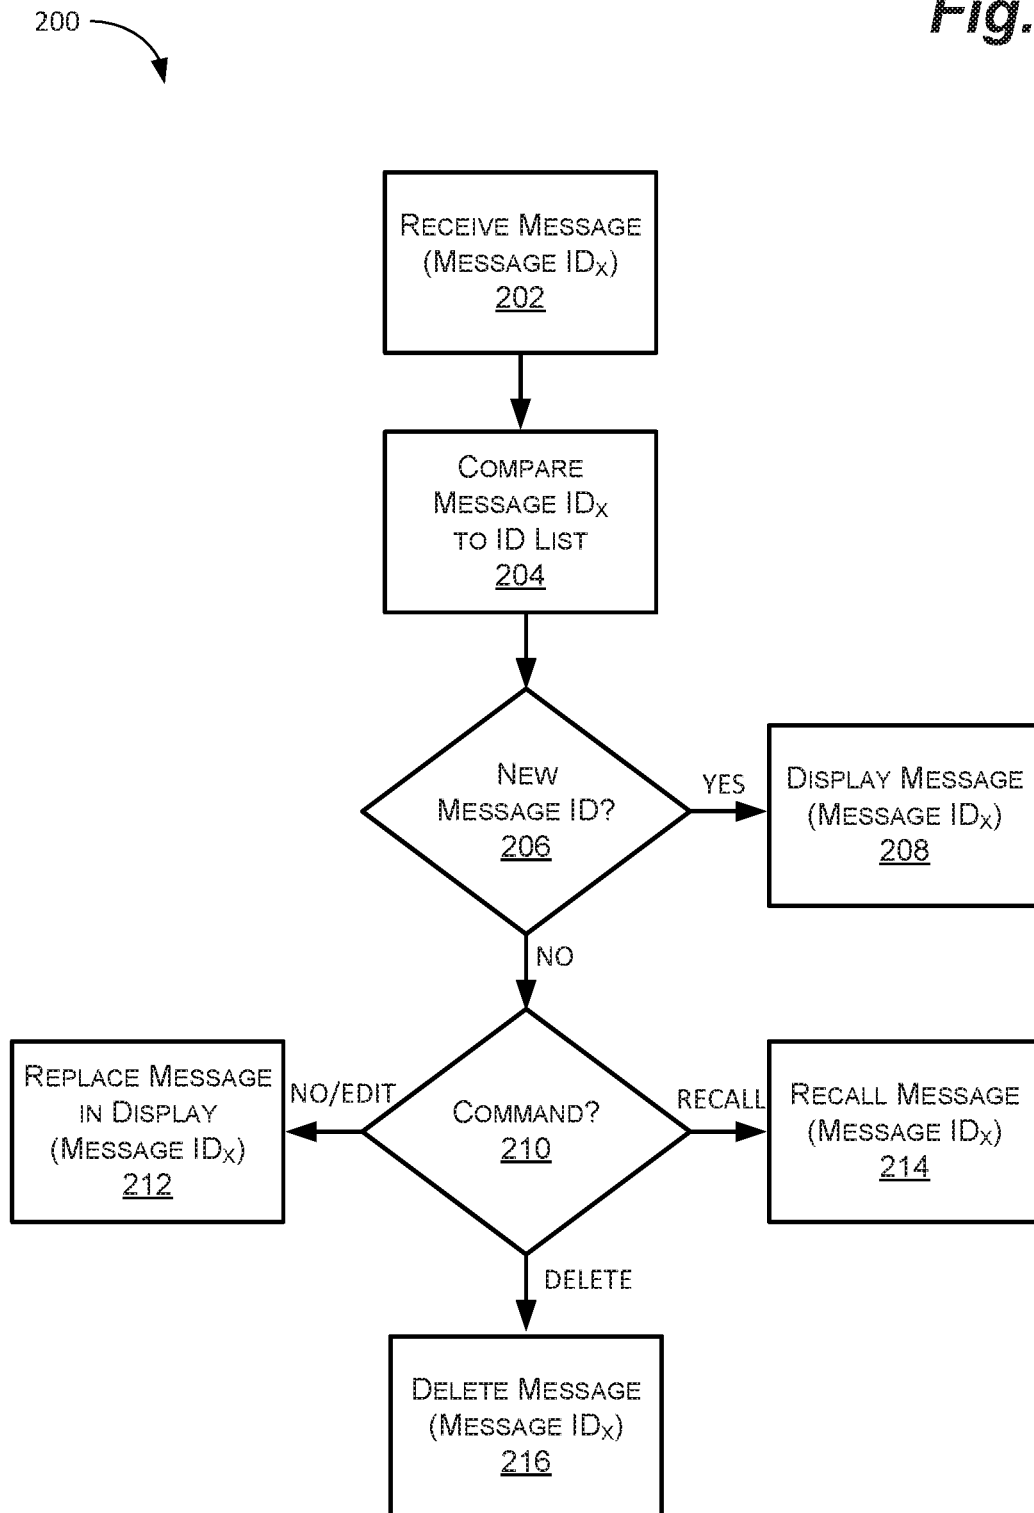 200
Fig.
RECEIVE MESSAGE
(MESSAGE IDX)
202
COMPARE
MESSAGE IDX
TO ID LIST
204
NEW
MESSAGE ID?
206
YES
DISPLAY MESSAGE
(MESSAGE IDX)
208
NO
REPLACE MESSAGE
IN DISPLAY
(MESSAGE IDX)
212
NO/EDIT
COMMAND?
210
RECALL
RECALL MESSAGE
(MESSAGE IDX)
214
DELETE
DELETE MESSAGE
(MESSAGE IDX)
216